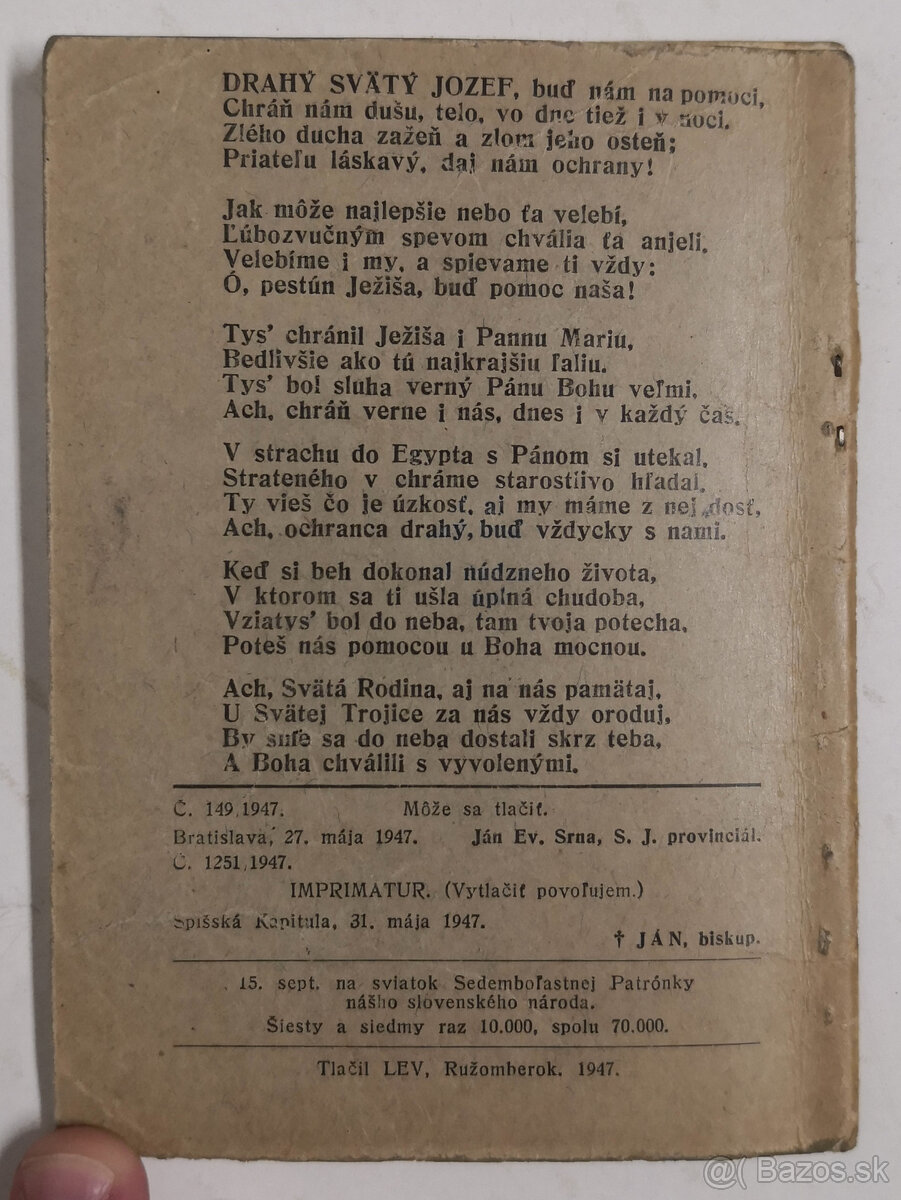 DRAHÝ SVÄTÝ JOZEF, buď nám na pomoci,
Chráň nám dušu, telo, vo dne tiež i v noci.
Zlého ducha zažeň a zlom jeho osteň;
Priateľu láskavý, daj nám ochrany!
Jak môže najlepšie nebo ťa velebí,
Ľúbozvučným spevom chvália ťa anjeli.
Velebíme i my, a spievame ti vždy:
Ó, pestún Ježiša, buď pomoc naša!
Tys’ chránil Ježiša i Pannu Mariu,
Bedlivšie ako tú najkrajšiu ľaliu.
Tys’ bol sluha verný Pánu Bohu veľmi,
Ach, chráň verne i nás, dnes i v každý čas.
V strachu do Egypta s Pánom si utekal,
Strateného v chráme starostlivo hľadal,
Ty vieš čo je úzkosť, aj my máme z nej dosť,
Ach, ochranca drahý, buď vždycky s nami.
Keď si beh dokonal núdzneho života,
V ktorom sa ti ušla úplná chudoba,
Vziatys’ bol do neba, tam tvoja potecha,
Poteš nás pomocou u Boha mocnou.
Ach, Svätá Rodina, aj na nás pamätaj,
U Svätej Trojice za nás vždy oroduj,
By sme sa do neba dostali skrz teba,
A Boha chválili s vyvolenými.
Č. 149,1947. Môže sa tlačiť.
Bratislava, 27. mája 1947. Ján Ev. Srna, S. J. provinciál.
Č. 1251,1947.
IMPRIMATUR. (Vytlačiť povoľujem.)
Spišská Kapitula, 31. mája 1947.
† JÁN, biskup.
15. sept. na sviatok Sedemboľastnej Patrónky
nášho slovenského národa.
Šiesty a siedmy raz 10.000, spolu 70.000.
Tlačil LEV, Ružomberok. 1947.
@( Bazos.sk